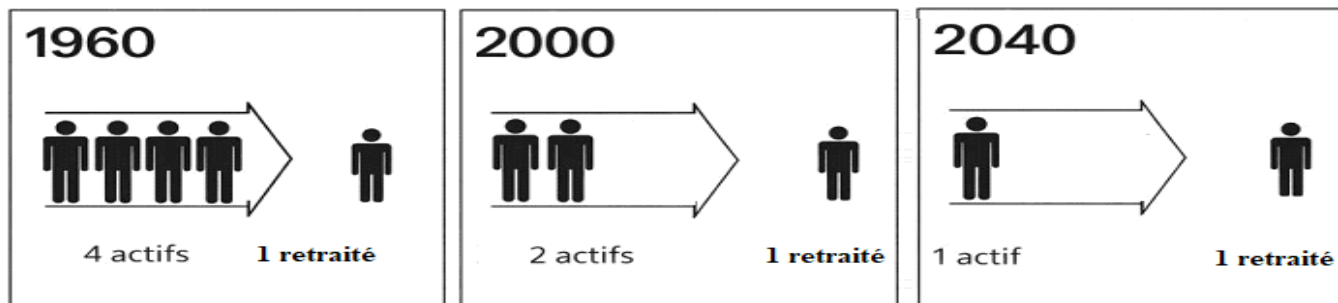 1960
4 actifs 1 retraité
2000
2 actifs 1 retraité
2040
1 actif 1 retraité